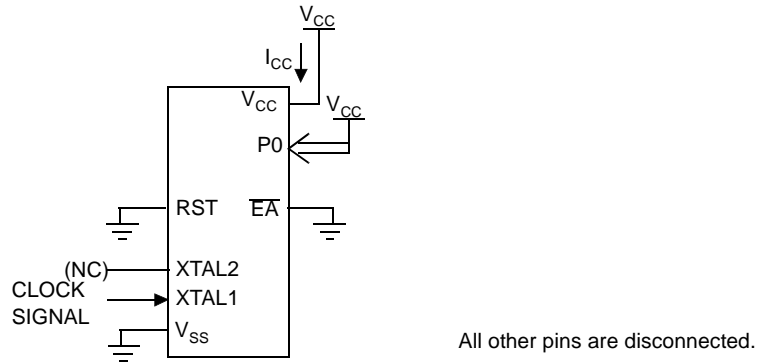 VCC
ICC
VCC
VCC
P0
RST
EA
(NC)
XTAL2
CLOCK
SIGNAL
XTAL1
VSS
All other pins are disconnected.